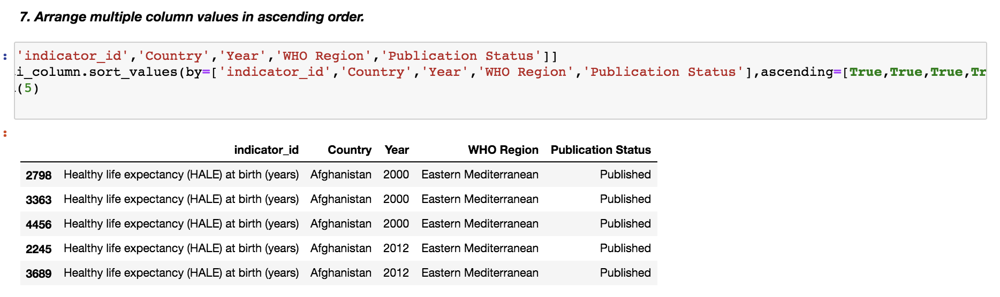 7. Arrange multiple column values in ascending order.
:
'indicator_id','Country','Year','WHO Region','Publication Status']]
i_column.sort_values(by=['indicator_id','Country','Year','WHO Region','Publication Status'],ascending=[True,True,True,Tr
(5)
:
indicator_id Country Year WHO Region Publication Status
2798 Healthy life expectancy (HALE) at birth (years) Afghanistan 2000 Eastern Mediterranean Published
3363 Healthy life expectancy (HALE) at birth (years) Afghanistan 2000 Eastern Mediterranean Published
4456 Healthy life expectancy (HALE) at birth (years) Afghanistan 2000 Eastern Mediterranean Published
2245 Healthy life expectancy (HALE) at birth (years) Afghanistan 2012 Eastern Mediterranean Published
3689 Healthy life expectancy (HALE) at birth (years) Afghanistan 2012 Eastern Mediterranean Published